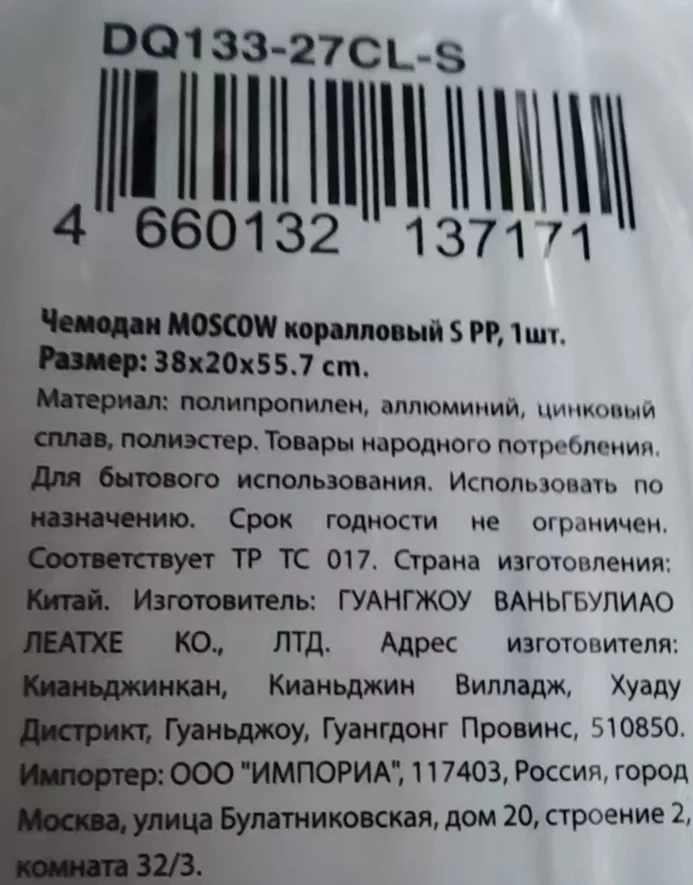 DQ133-27CL-S
4 660132 137171
Чемодан MOSCOW коралловый S PP, 1шт.
Размер: 38x20x55.7 cm.
Материал: полипропилен, аллюминий, цинковый
сплав, полиэстер. Товары народного потребления.
Для бытового использования. Использовать по
назначению. Срок годности не ограничен.
Соответствует ТР ТС 017. Страна изготовления:
Китай. Изготовитель: ГУАНГЖОУ ВАНЬГБУЛИАО
ЛЕАТХЕ КО., ЛТД. Адрес изготовителя:
Кианьджинкан, Кианьджин Вилладж, Хуаду
Дистрикт, Гуаньджоу, Гуангдонг Провинс, 510850.
Импортер: ООО "ИМПОРИА", 117403, Россия, город
Москва, улица Булатниковская, дом 20, строение 2,
комната 32/3.